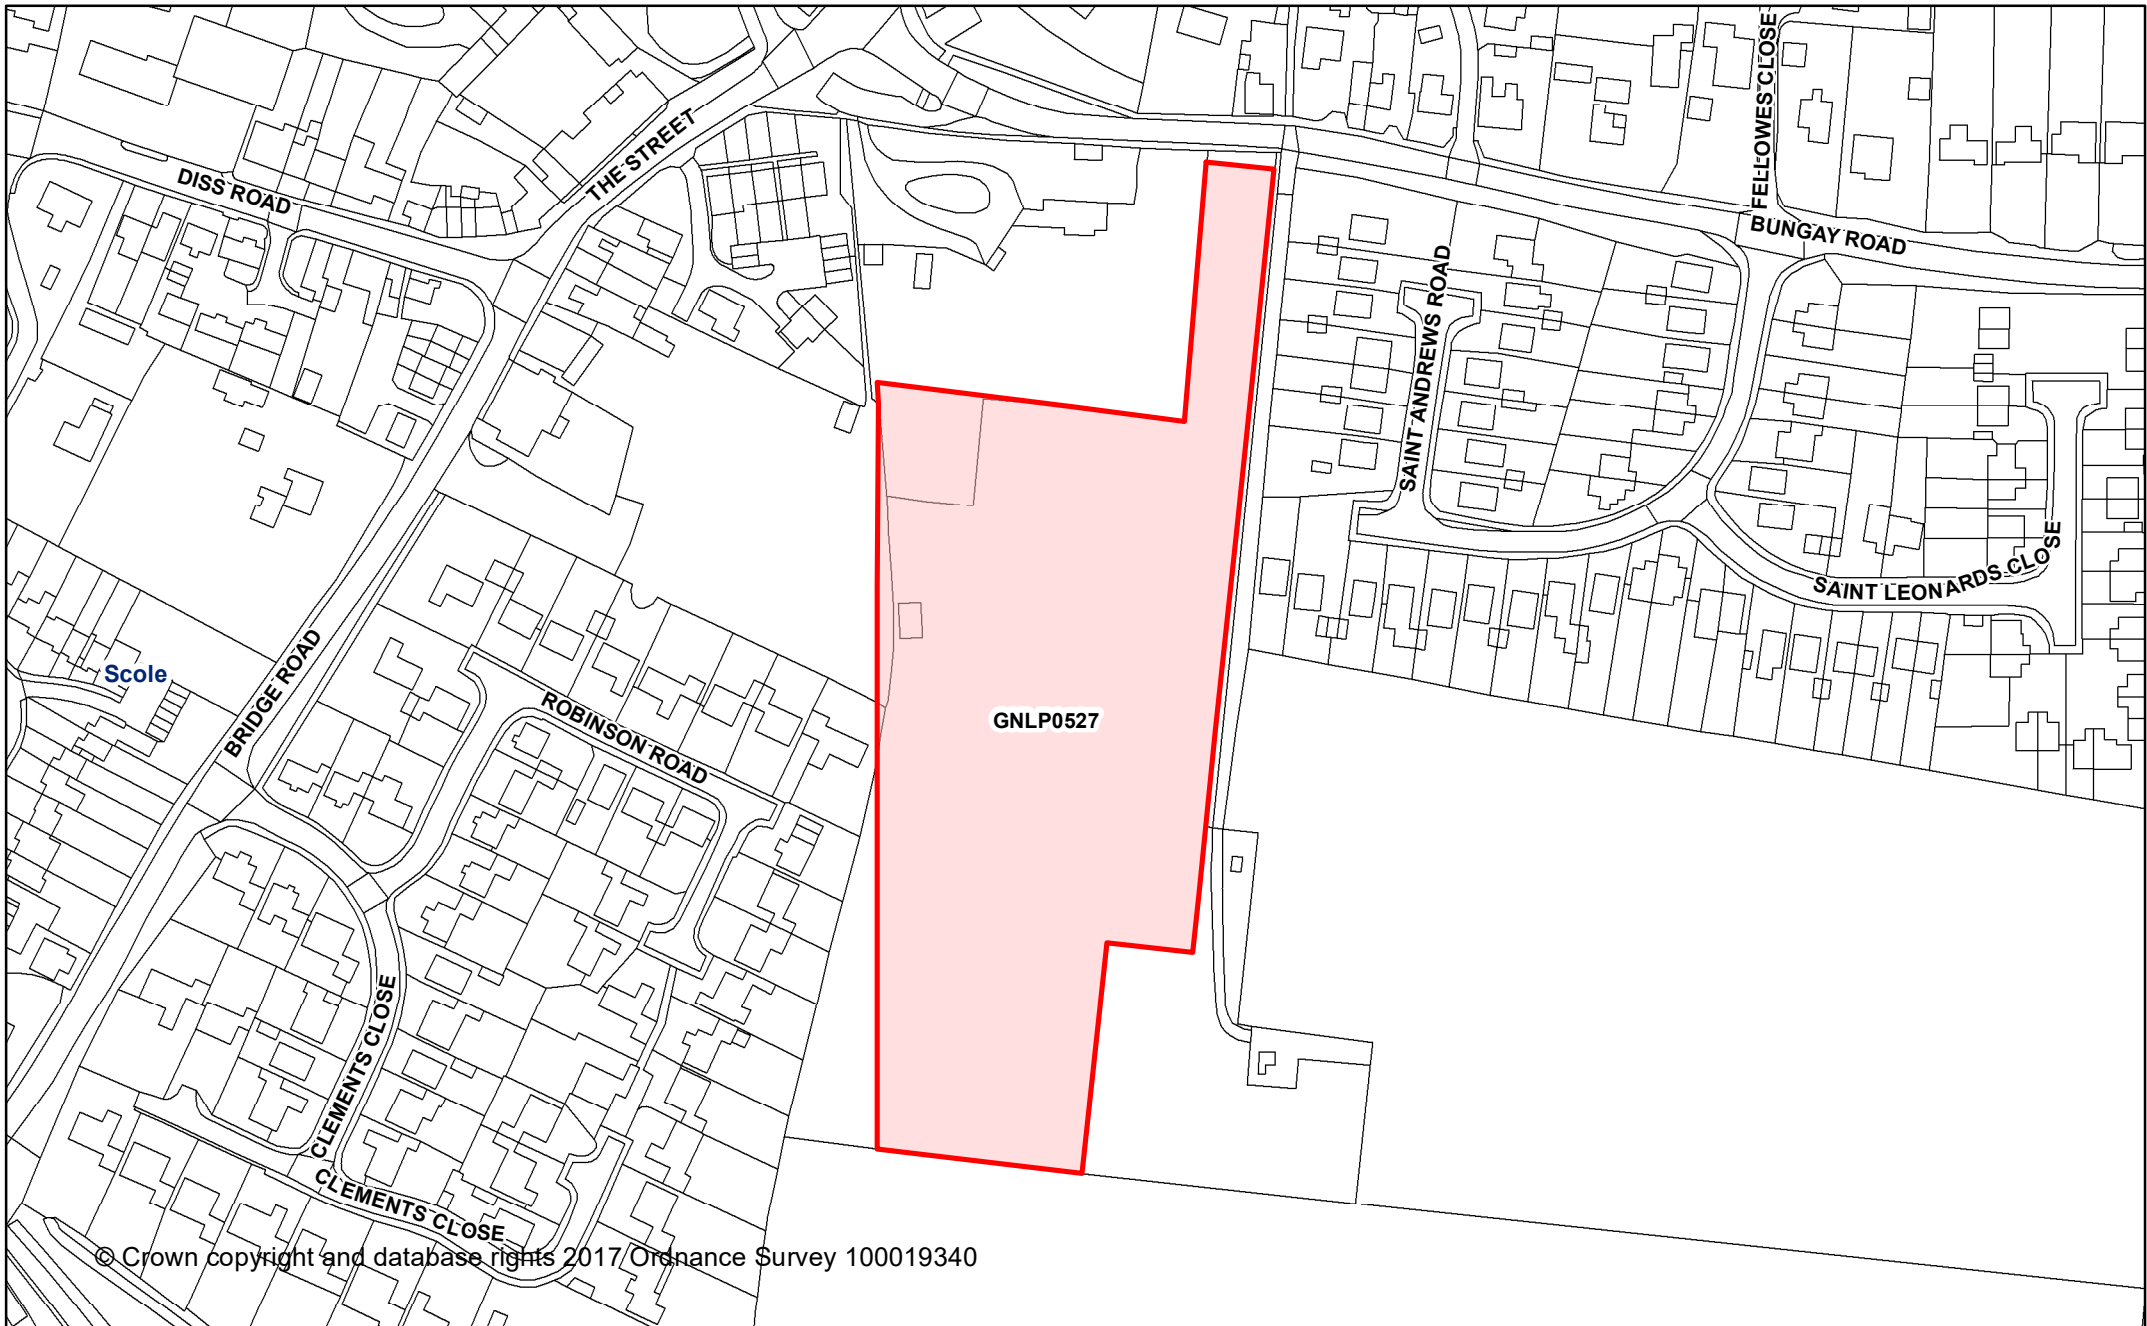 FELLOWES CLOSE
THE STREET
DISS ROAD
BUNGAY ROAD
SAINT ANDREWS ROAD
SAINT LEONARDS CLOSE
Scole
BRIDGE ROAD
ROBINSON ROAD
GNLP0527
CLEMENTS CLOSE
CLEMENTS CLOSE
© Crown copyright and database rights 2017 Ordnance Survey 100019340